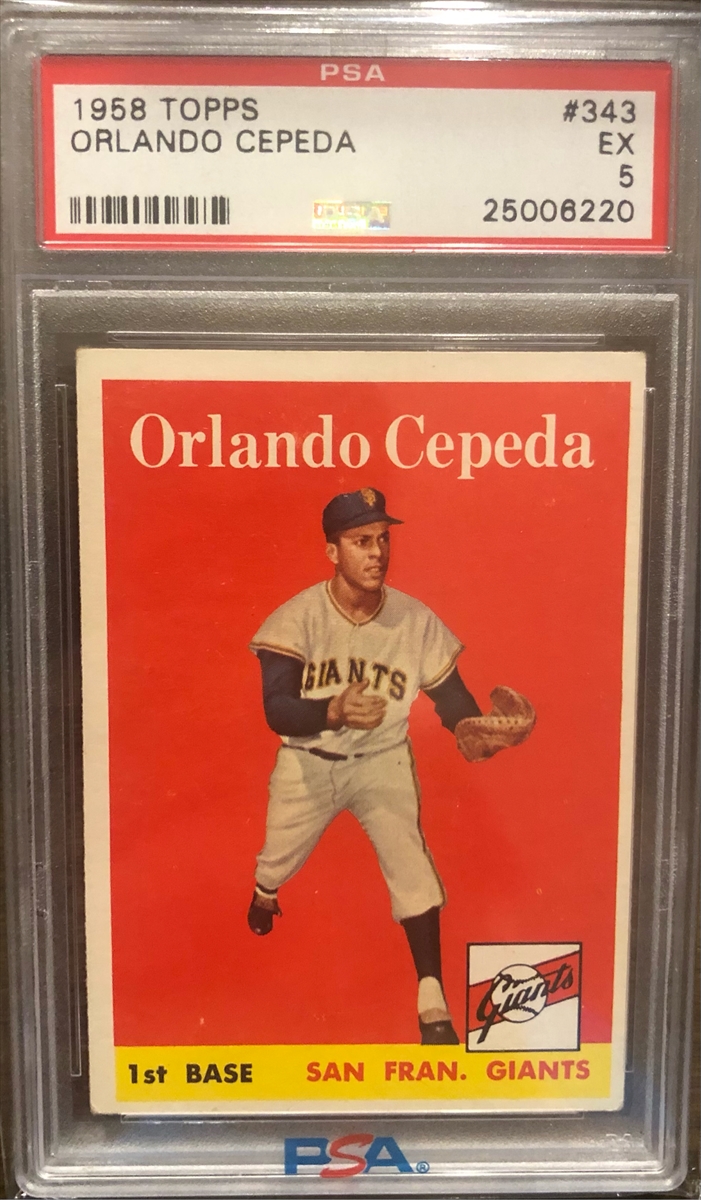 PSA
1958 TOPPS #343
ORLANDO CEPEDA EX
5
25006220
Orlando Cepeda
GIANTS
Giants
1st BASE SAN FRAN. GIANTS
PSA®